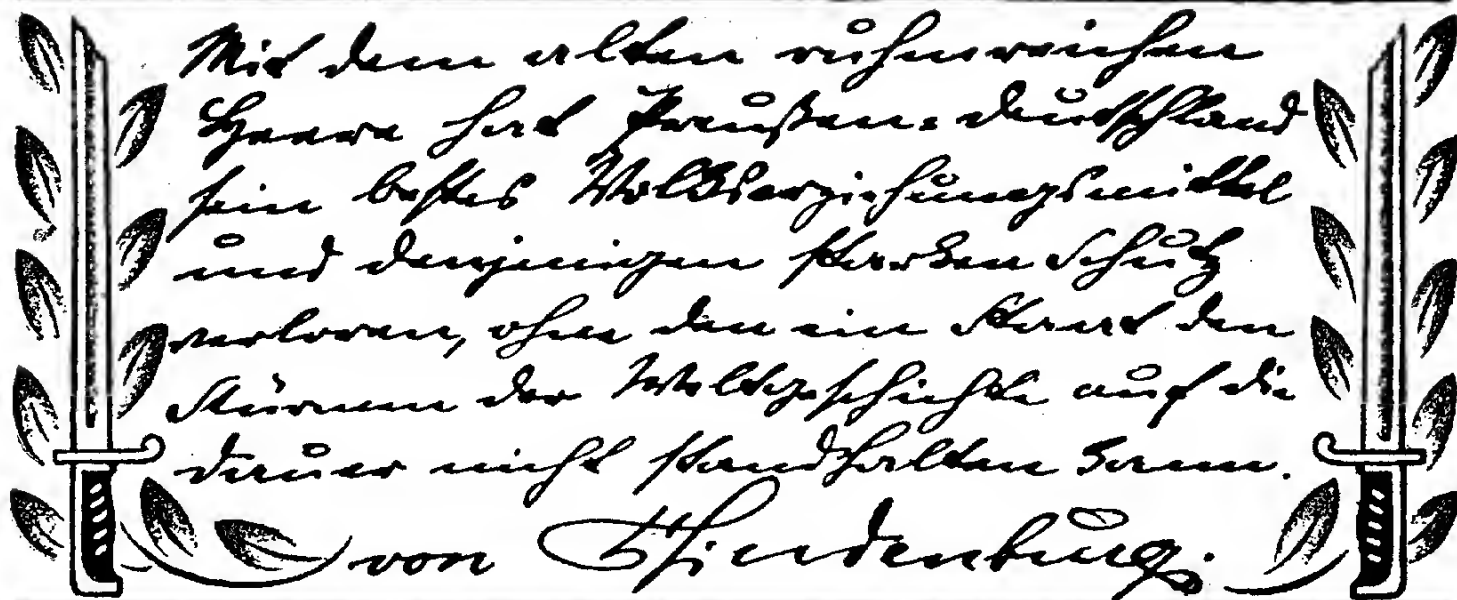 Mit dem alten ruhmreichen
Heere hat Preußen-Deutschland
sein bestes Volkserziehungsmittel
und denjenigen starken Schutz
verloren, ohne den ein Staat den
Stürmen der Weltgeschichte auf die
Dauer nicht standhalten kann.
von Hindenburg.